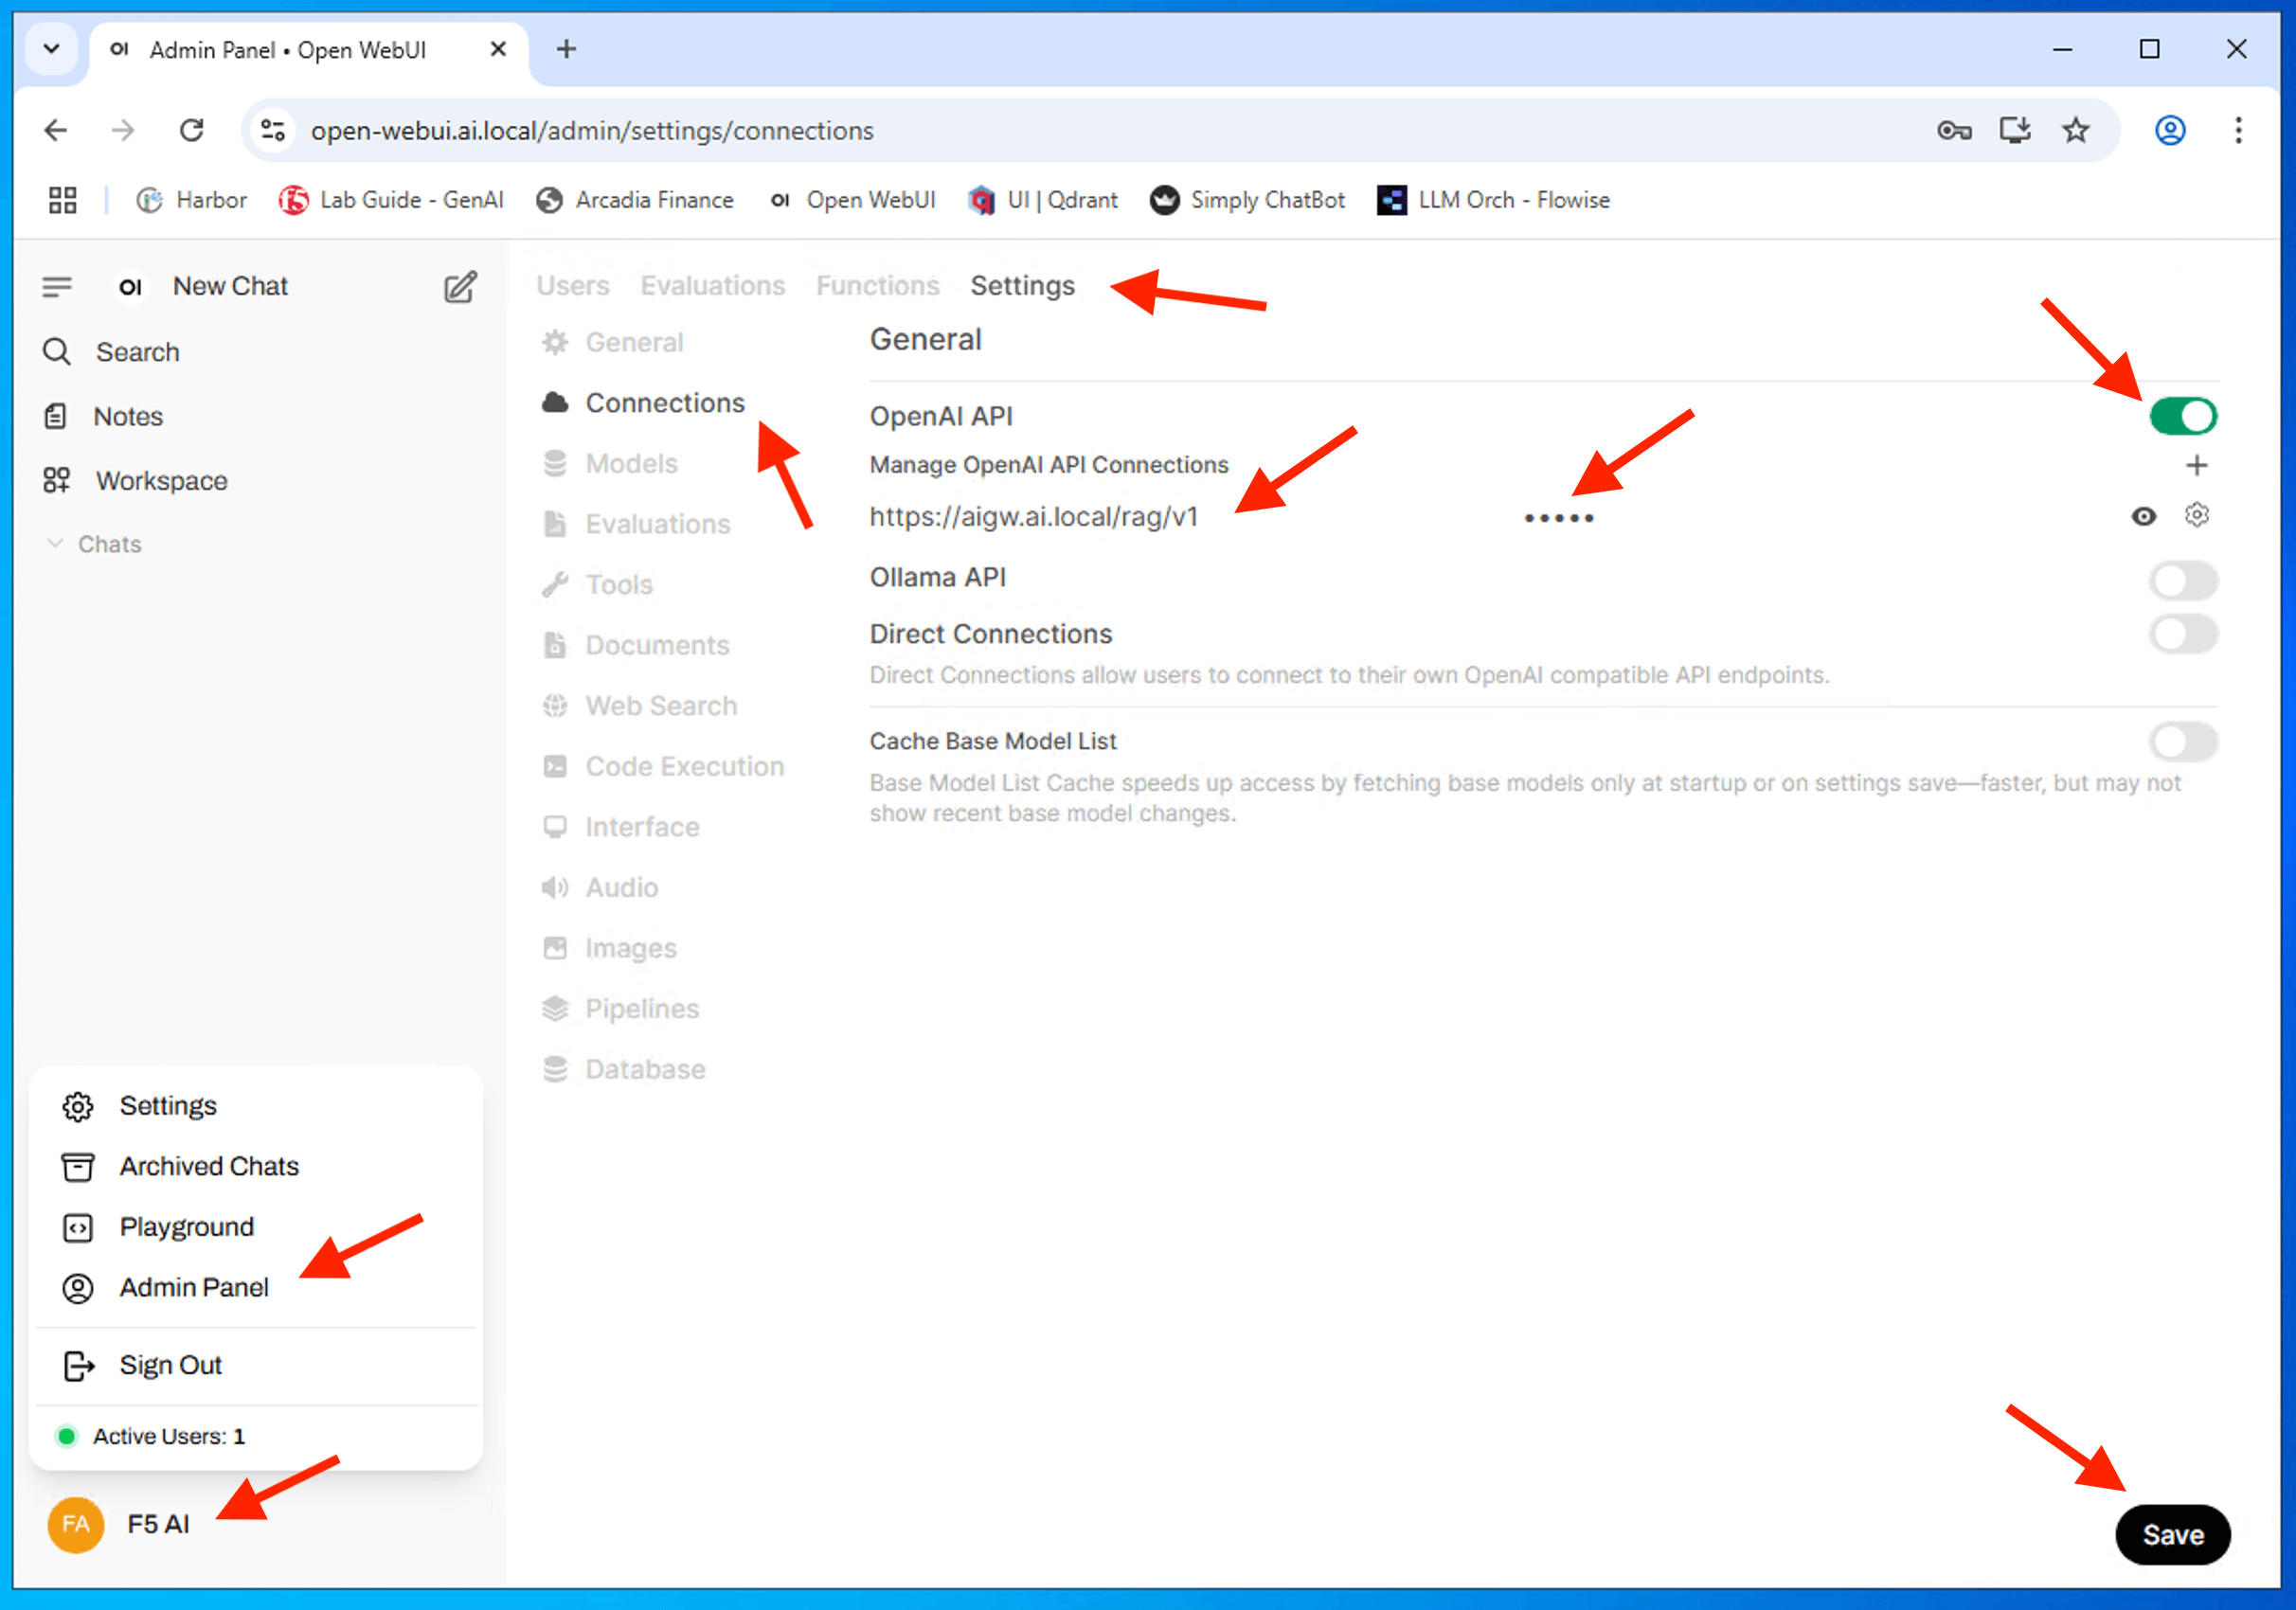 OI Admin Panel • Open WebUI
open-webui.ai.local/admin/settings/connections
Harbor
Lab Guide - GenAI
Arcadia Finance
OI Open WebUI
UI | Qdrant
Simply ChatBot
LLM Orch - Flowise
OI New Chat
Search
Notes
Workspace
Chats
Users Evaluations Functions Settings
General
Connections
Models
Evaluations
Tools
Documents
Web Search
Code Execution
Interface
Audio
Images
Pipelines
Database
General
OpenAI API
Manage OpenAI API Connections
https://aigw.ai.local/rag/v1 •••••
Ollama API
Direct Connections
Direct Connections allow users to connect to their own OpenAI compatible API endpoints.
Cache Base Model List
Base Model List Cache speeds up access by fetching base models only at startup or on settings save—faster, but may not
show recent base model changes.
Settings
Archived Chats
Playground
Admin Panel
Sign Out
Active Users: 1
FA F5 AI
Save